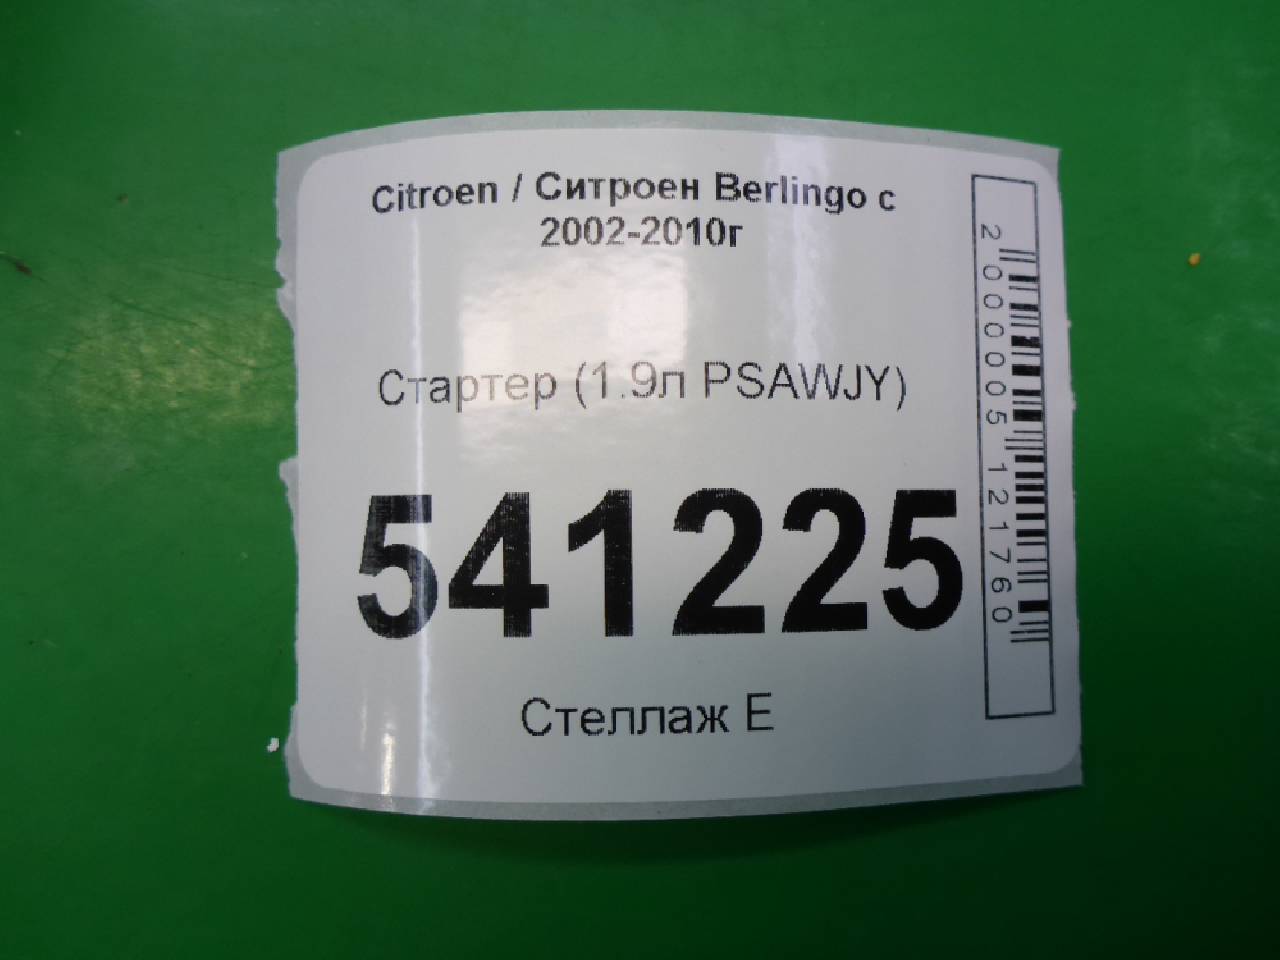 Citroen / Ситроен Berlingo с
2002-2010г
Стартер (1.9л PSAWJY)
541225
Стеллаж Е
2000005121760